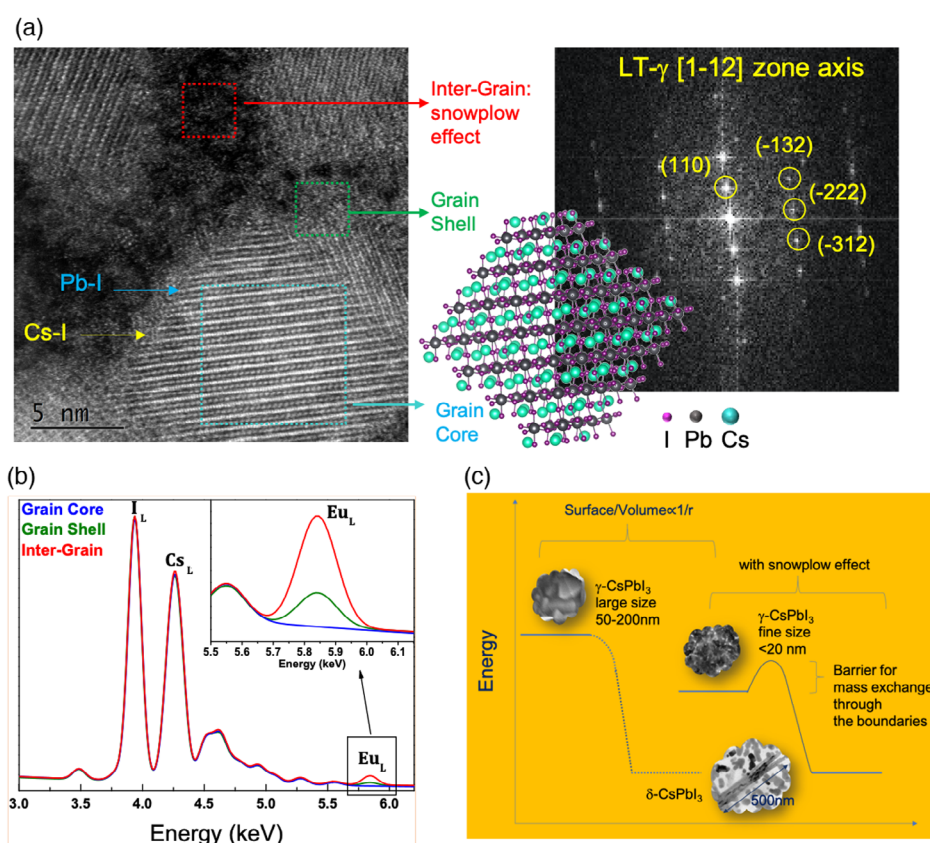 (a)
Inter-Grain:
snowplow
effect
Grain
Shell
Pb-I
Cs-I
Grain
Core
5 nm
LT-γ [1-12] zone axis
(110)
(-132)
(-222)
(-312)
I Pb Cs
(b)
Grain Core
Grain Shell
Inter-Grain
I_L
Cs_L
Eu_L
5.5 5.6 5.7 5.8 5.9 6.0 6.1
Energy (keV)
Eu_L
3.0 3.5 4.0 4.5 5.0 5.5 6.0
Energy (keV)
(c)
Energy
Surface/Volume∝1/r
γ-CsPbI₃
large size
50-200nm
with snowplow effect
γ-CsPbI₃
fine size
<20 nm
Barrier for
mass exchange
through
the boundaries
δ-CsPbI₃
500nm